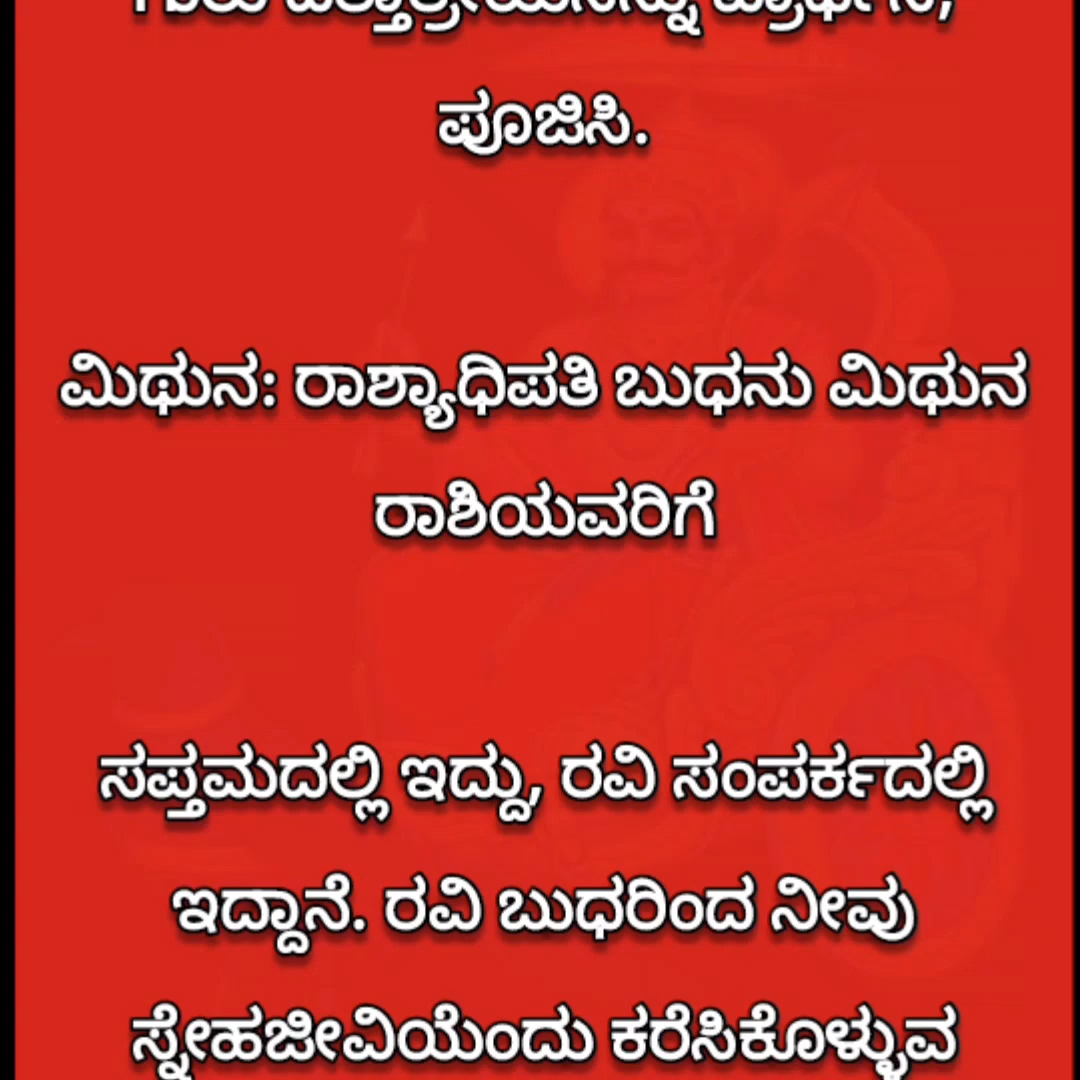 ಪೂಜಿಸಿ.
ಮಿಥುನ: ರಾಶ್ಯಾಧಿಪತಿ ಬುಧನು ಮಿಥುನ
ರಾಶಿಯವರಿಗೆ
ಸಪ್ತಮದಲ್ಲಿ ಇದ್ದು, ರವಿ ಸಂಪರ್ಕದಲ್ಲಿ
ಇದ್ದಾನೆ. ರವಿ ಬುಧರಿಂದ ನೀವು
ಸ್ನೇಹಜೀವಿಯೆಂದು ಕರೆಸಿಕೊಳ್ಳುವ